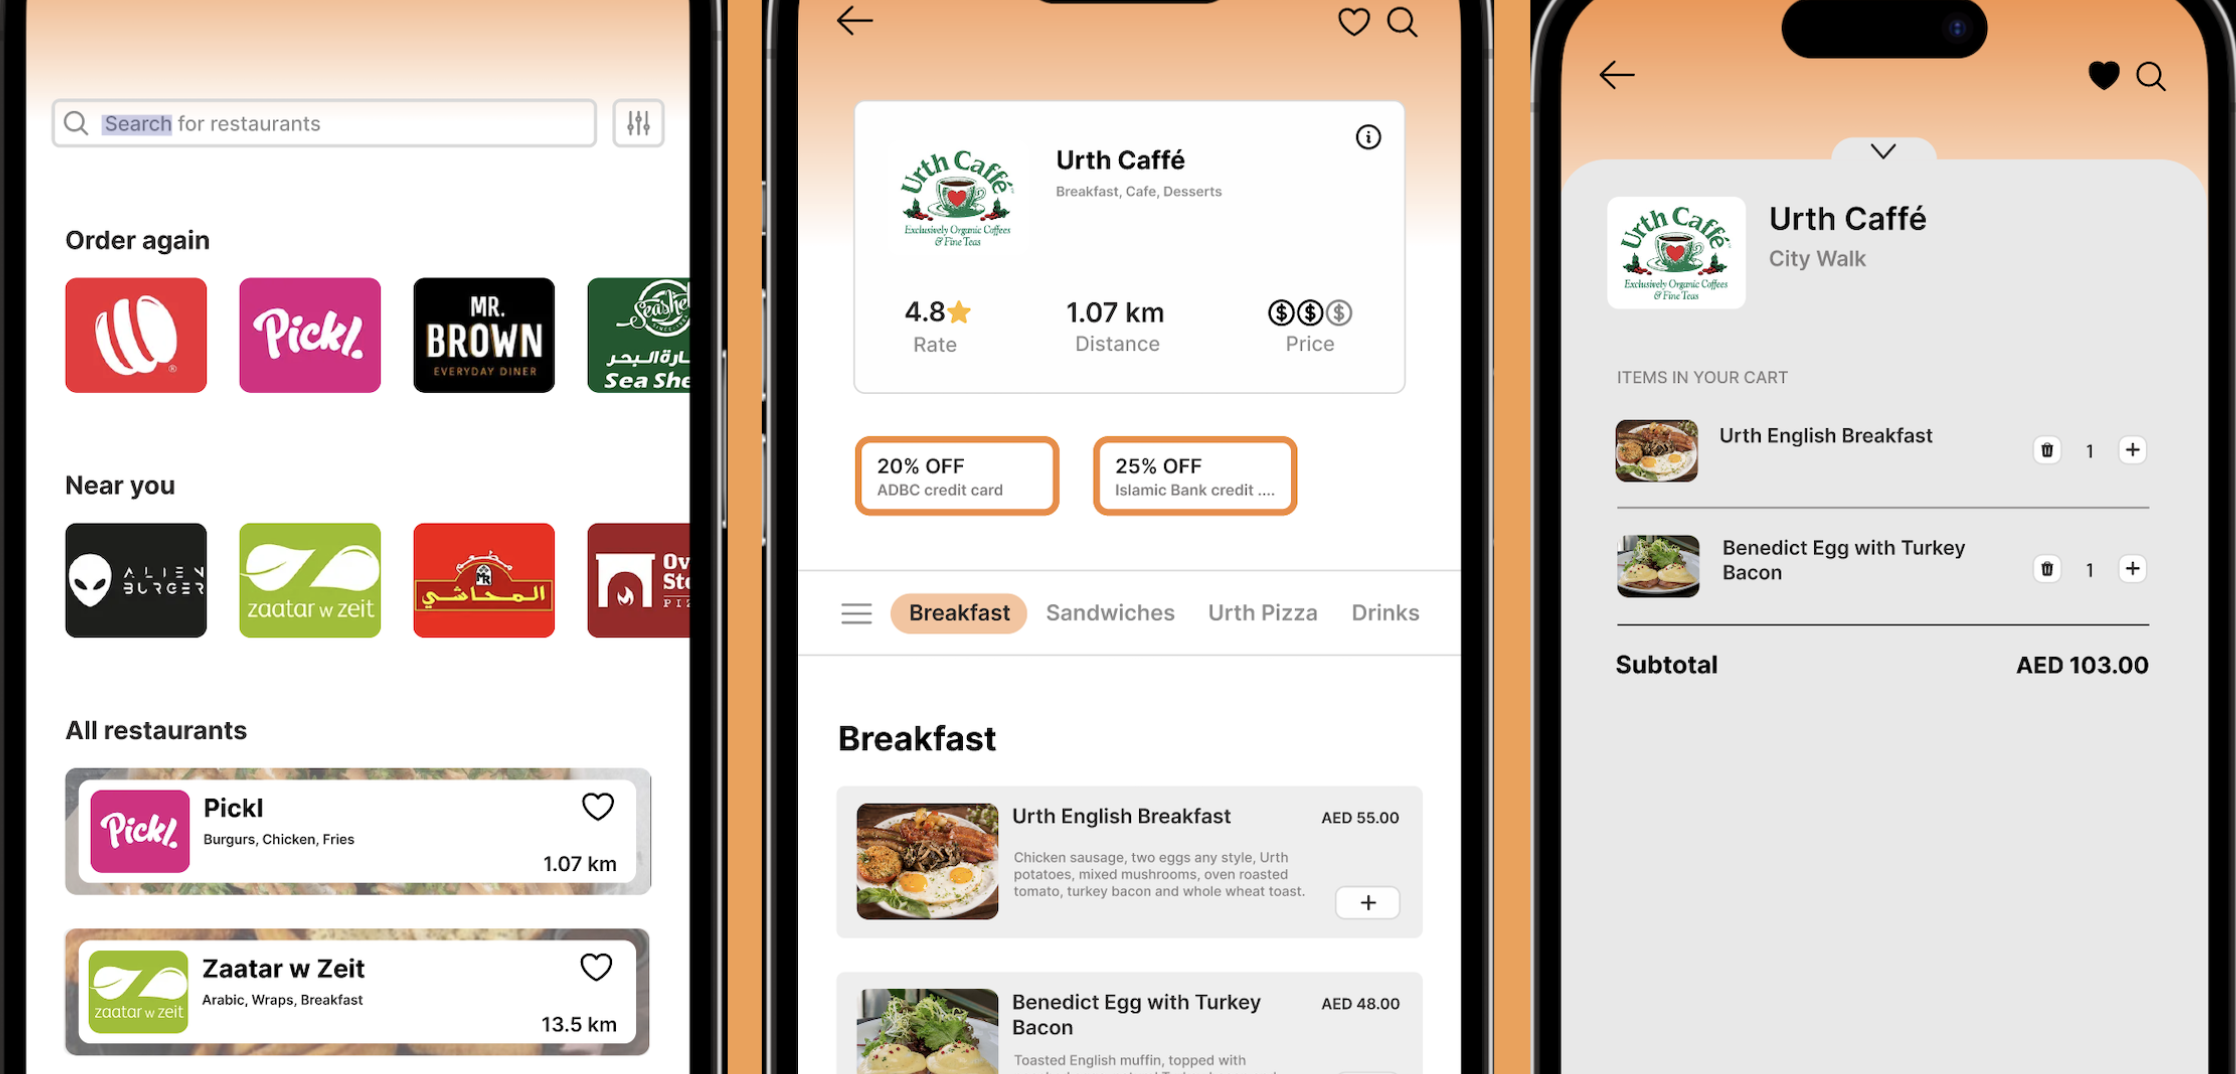 Search for restaurants
Order again
Pickl.
MR.
BROWN
EVERYDAY DINER
Seashell
ـارة البحر
Sea She
Near you
ALIEN
BURGER
zaatar w zeit
MR
المحاشي
Ov
Sto
PIZ
All restaurants
Pickl.
Pickl
Burgurs, Chicken, Fries
1.07 km
zaatar w zeit
Zaatar w Zeit
Arabic, Wraps, Breakfast
13.5 km
Urth Caffé
Exclusively Organic Coffees
& Fine Teas
Urth Caffé
Breakfast, Cafe, Desserts
4.8
Rate
1.07 km
Distance
$ $ $
Price
20% OFF
ADBC credit card
25% OFF
Islamic Bank credit ....
Breakfast Sandwiches Urth Pizza Drinks
Breakfast
Urth English Breakfast
AED 55.00
Chicken sausage, two eggs any style, Urth
potatoes, mixed mushrooms, oven roasted
tomato, turkey bacon and whole wheat toast.
+
Benedict Egg with Turkey
Bacon
AED 48.00
Toasted English muffin, topped with
Urth Caffé
Exclusively Organic Coffees
& Fine Teas
Urth Caffé
City Walk
ITEMS IN YOUR CART
Urth English Breakfast
1 +
Benedict Egg with Turkey
Bacon
1 +
Subtotal
AED 103.00